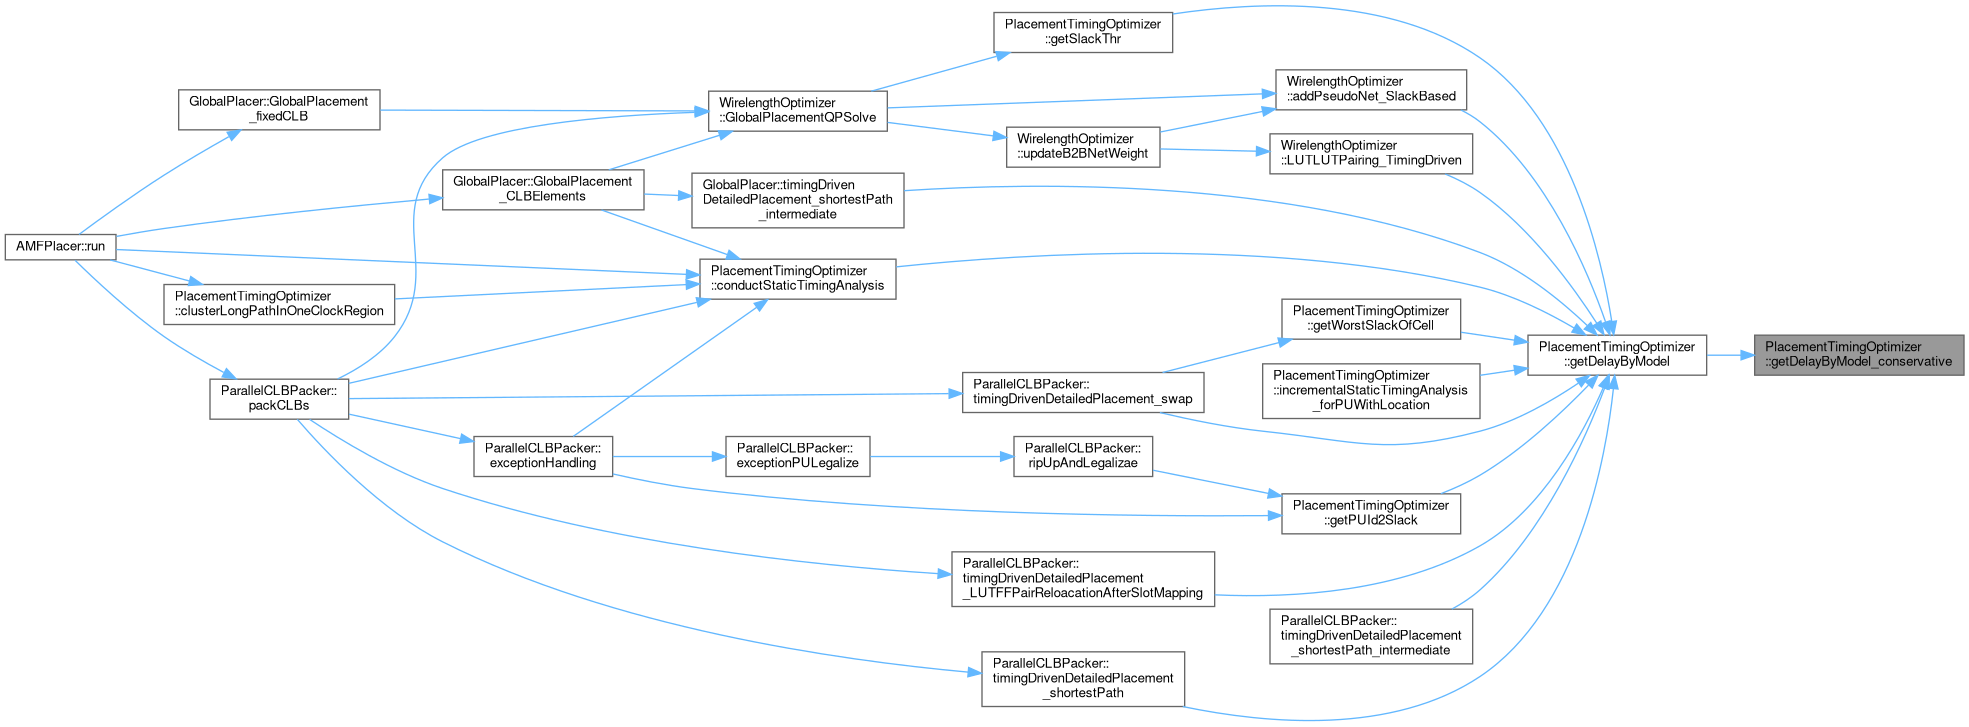 PlacementTimingOptimizer
::getSlackThr
WirelengthOptimizer
::addPseudoNet_SlackBased
GlobalPlacer::GlobalPlacement
_fixedCLB
WirelengthOptimizer
::GlobalPlacementQPSolve
WirelengthOptimizer
::updateB2BNetWeight
WirelengthOptimizer
::LUTLUTPairing_TimingDriven
GlobalPlacer::GlobalPlacement
_CLBElements
GlobalPlacer::timingDriven
DetailedPlacement_shortestPath
_intermediate
AMFPlacer::run
PlacementTimingOptimizer
::conductStaticTimingAnalysis
PlacementTimingOptimizer
::clusterLongPathInOneClockRegion
PlacementTimingOptimizer
::getWorstSlackOfCell
PlacementTimingOptimizer
::getDelayByModel
PlacementTimingOptimizer
::getDelayByModel_conservative
ParallelCLBPacker::
packCLBs
ParallelCLBPacker::
timingDrivenDetailedPlacement_swap
PlacementTimingOptimizer
::incrementalStaticTimingAnalysis
_forPUWithLocation
ParallelCLBPacker::
exceptionHandling
ParallelCLBPacker::
exceptionPULegalize
ParallelCLBPacker::
ripUpAndLegalizae
PlacementTimingOptimizer
::getPUId2Slack
ParallelCLBPacker::
timingDrivenDetailedPlacement
_LUTFFPairReloacationAfterSlotMapping
ParallelCLBPacker::
timingDrivenDetailedPlacement
_shortestPath_intermediate
ParallelCLBPacker::
timingDrivenDetailedPlacement
_shortestPath